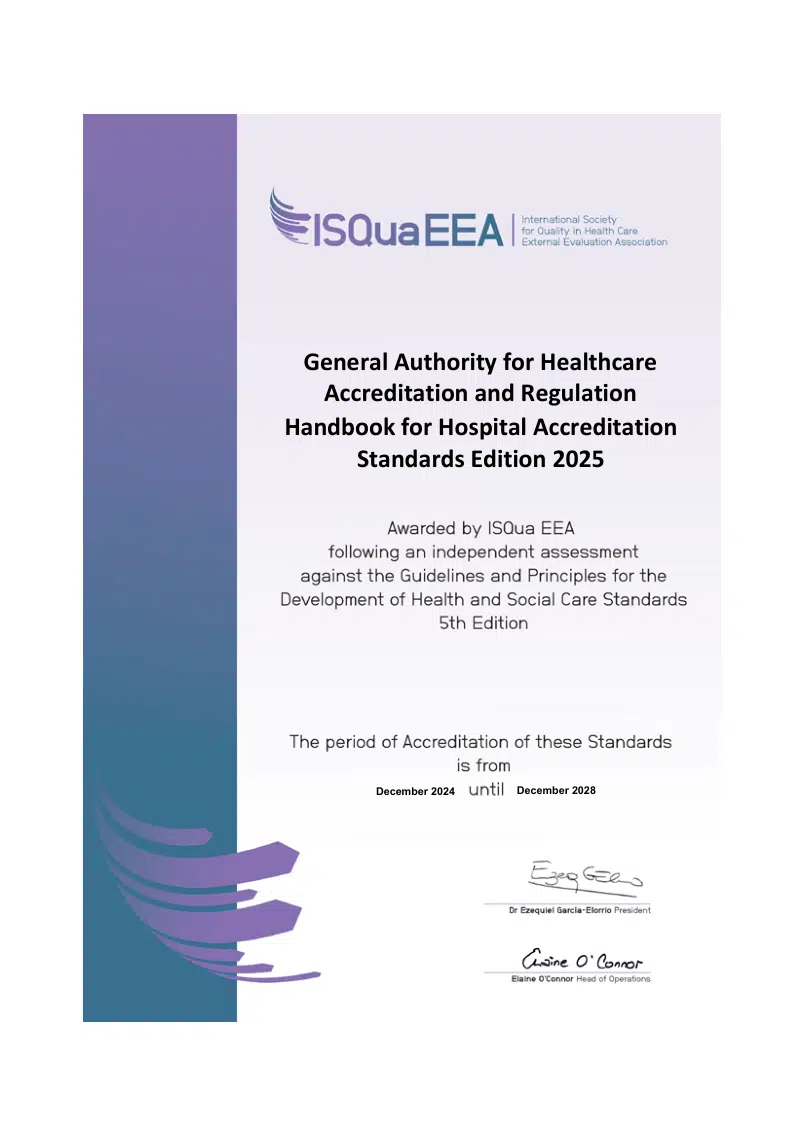 ISQuaEEA
International Society
for Quality in Health Care
External Evaluation Association
General Authority for Healthcare
Accreditation and Regulation
Handbook for Hospital Accreditation
Standards Edition 2025
Awarded by ISQua EEA
following an independent assessment
against the Guidelines and Principles for the
Development of Health and Social Care Standards
5th Edition
The period of Accreditation of these Standards
is from
December 2024 until December 2028
Dr Ezequiel García-Elorrio President
Elaine O'Connor
Elaine O'Connor Head of Operations